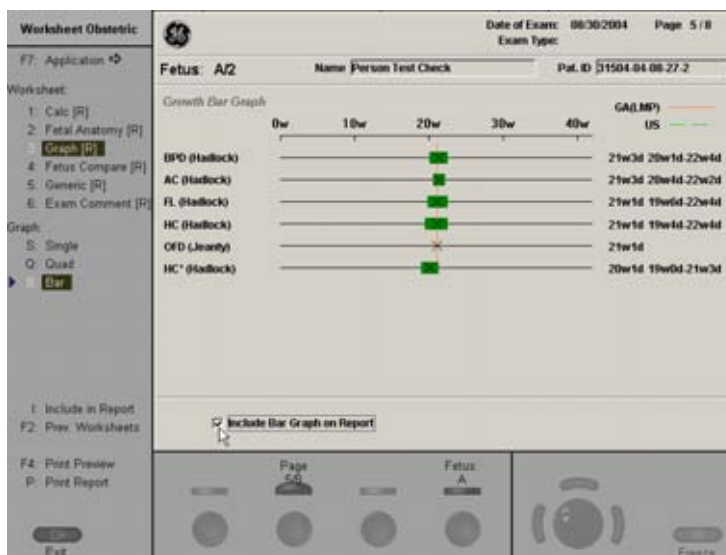 Worksheet Obstetric
F7: Application
Worksheet:
1: Calc [R]
2: Fetal Anatomy [R]
Graph [R]
4: Fetus Compare [R]
5: Generic [R]
6: Exam Comment [R]
Graph:
S: Single
Q: Quad
Bar
I: Include in Report
F2: Prev. Worksheets
F4: Print Preview
P: Print Report
Exit
Date of Exam: 08/30/2004 Page 5/8
Exam Type:
Fetus: A/2 Name Person Test Check Pat. ID 31504-04-08-27-2
Growth Bar Graph
GA(LMP)
US
0w 10w 20w 30w 40w
BPD (Hadlock) 21w3d 20w1d-22w4d
AC (Hadlock) 21w3d 20w4d-22w2d
FL (Hadlock) 21w1d 19w6d-22w4d
HC (Hadlock) 21w1d 19w4d-22w4d
OFD (Jeanty) 21w1d
HC* (Hadlock) 20w1d 19w0d-21w3d
Include Bar Graph on Report
Page
5/8
Fetus:
A
Freeze